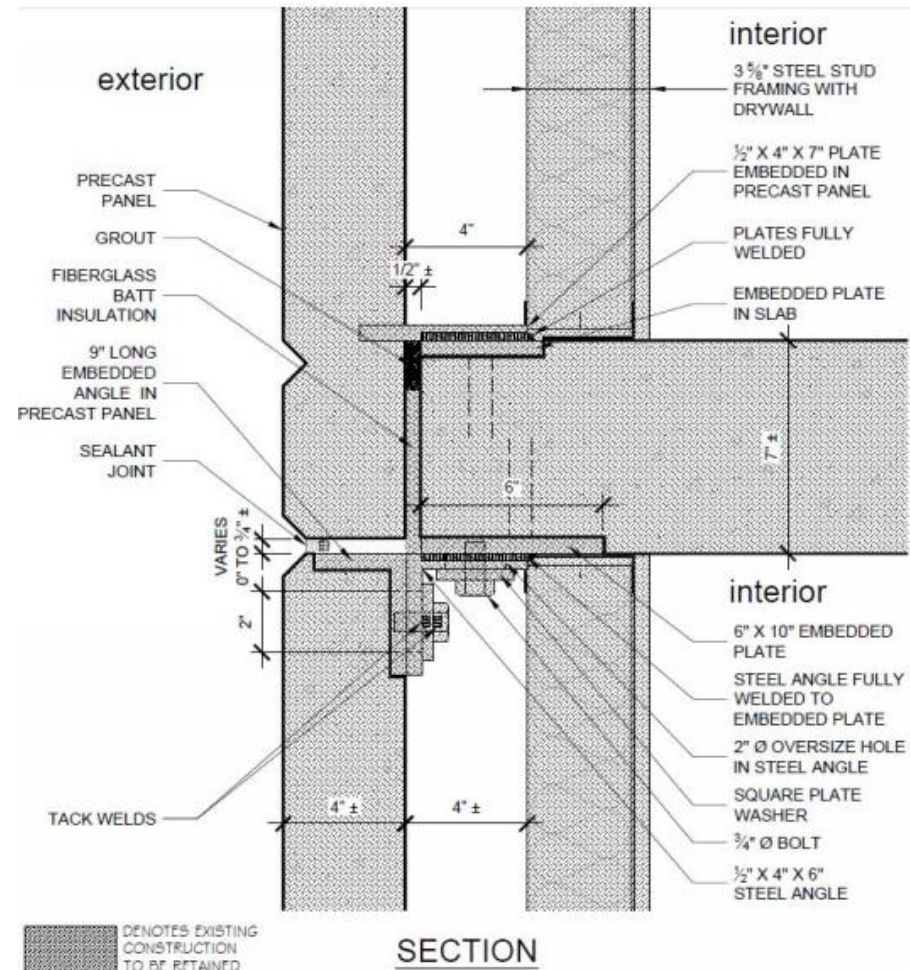 exterior
PRECAST
PANEL
GROUT
FIBERGLASS
BATT
INSULATION
9" LONG
EMBEDDED
ANGLE IN
PRECAST PANEL
SEALANT
JOINT
VARIES
0" TO ¾" ±
2"
TACK WELDS
4"
1/2" ±
6"
7" ±
4" ±
4" ±
interior
3 ⅝" STEEL STUD
FRAMING WITH
DRYWALL
½" X 4" X 7" PLATE
EMBEDDED IN
PRECAST PANEL
PLATES FULLY
WELDED
EMBEDDED PLATE
IN SLAB
interior
6" X 10" EMBEDDED
PLATE
STEEL ANGLE FULLY
WELDED TO
EMBEDDED PLATE
2" Ø OVERSIZE HOLE
IN STEEL ANGLE
SQUARE PLATE
WASHER
¾" Ø BOLT
½" X 4" X 6"
STEEL ANGLE
DENOTES EXISTING
CONSTRUCTION
TO BE RETAINED
SECTION